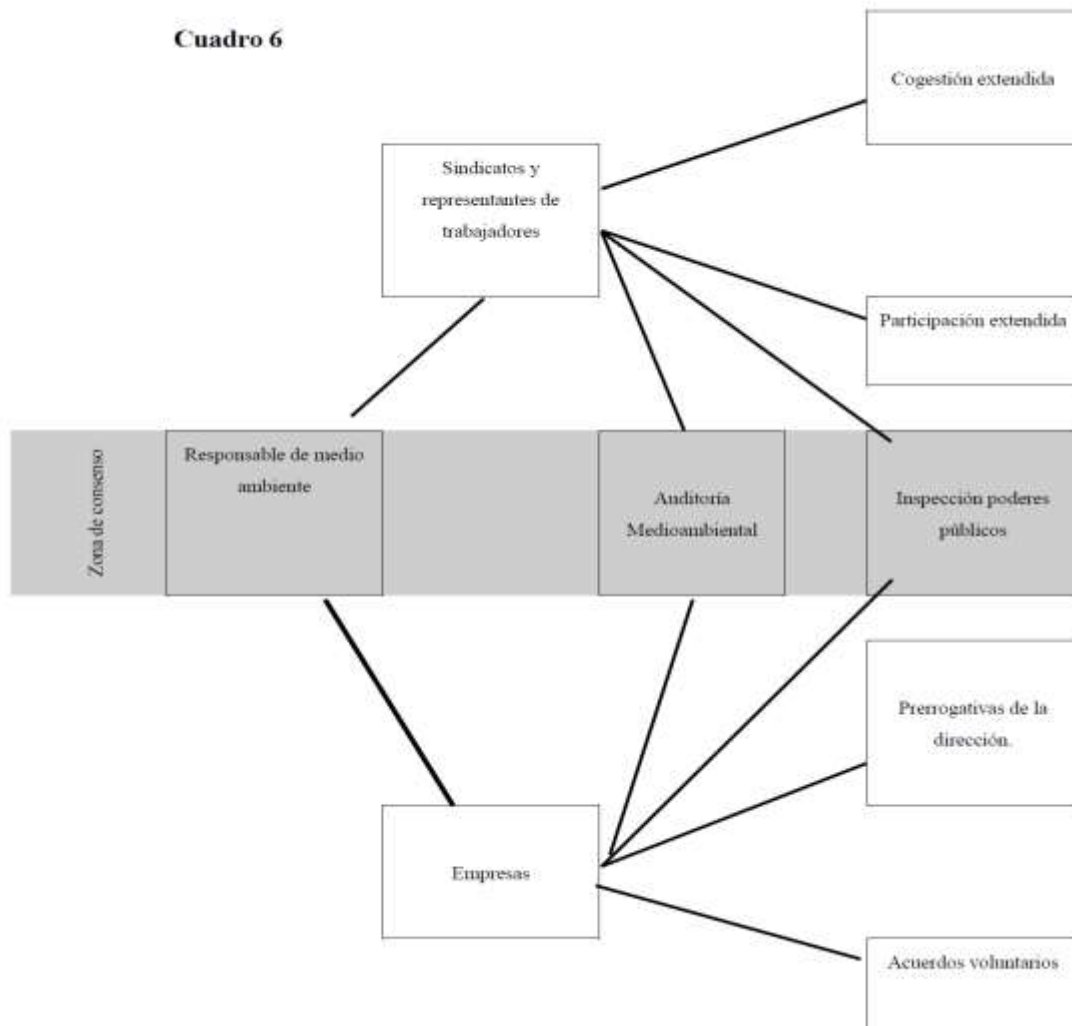 Cuadro 6
Cogestión extendida
Sindicatos y
representantes de
trabajadores
Participación extendida
Zona de consenso
Responsable de medio
ambiente
Auditoría
Medioambiental
Inspección poderes
públicos
Prerrogativas de la
dirección.
Empresas
Acuerdos voluntarios